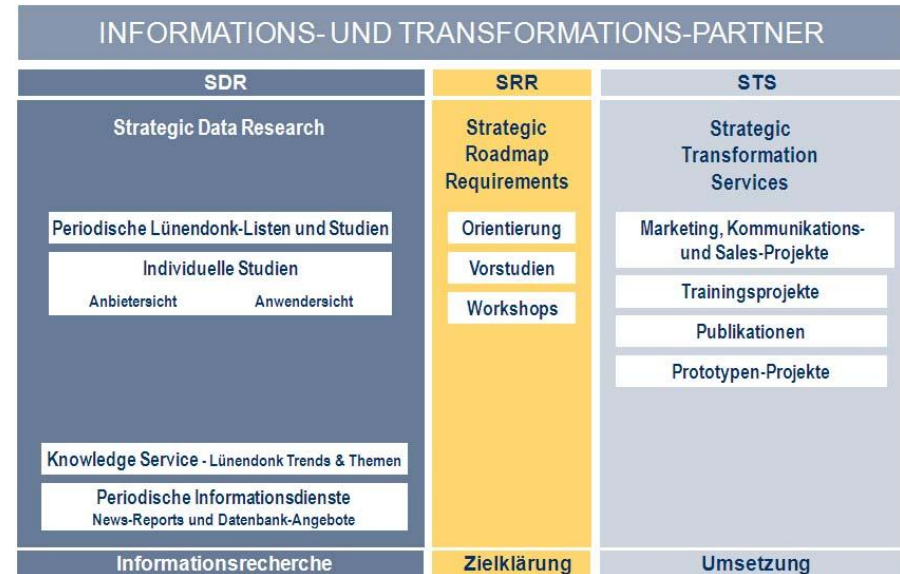 INFORMATIONS- UND TRANSFORMATIONS-PARTNER
SDR
Strategic Data Research
Periodische Lünendonk-Listen und Studien
Individuelle Studien
Anbietersicht Anwendersicht
Knowledge Service - Lünendonk Trends & Themen
Periodische Informationsdienste
News-Reports und Datenbank-Angebote
Informationsrecherche
SRR
Strategic
Roadmap
Requirements
Orientierung
Vorstudien
Workshops
Zielklärung
STS
Strategic
Transformation
Services
Marketing, Kommunikations-
und Sales-Projekte
Trainingsprojekte
Publikationen
Prototypen-Projekte
Umsetzung